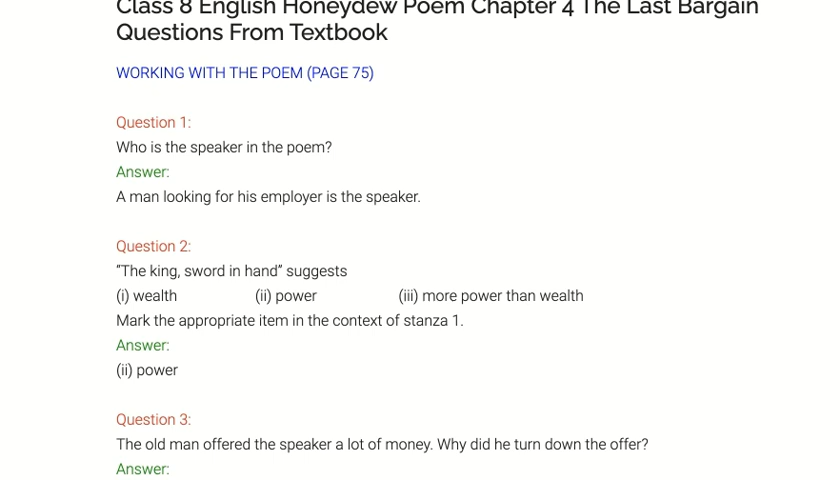 Class 8 English Honeydew Poem Chapter 4 The Last Bargain
Questions From Textbook
WORKING WITH THE POEM (PAGE 75)
Question 1:
Who is the speaker in the poem?
Answer:
A man looking for his employer is the speaker.
Question 2:
“The king, sword in hand” suggests
(i) wealth (ii) power (iii) more power than wealth
Mark the appropriate item in the context of stanza 1.
Answer:
(ii) power
Question 3:
The old man offered the speaker a lot of money. Why did he turn down the offer?
Answer: